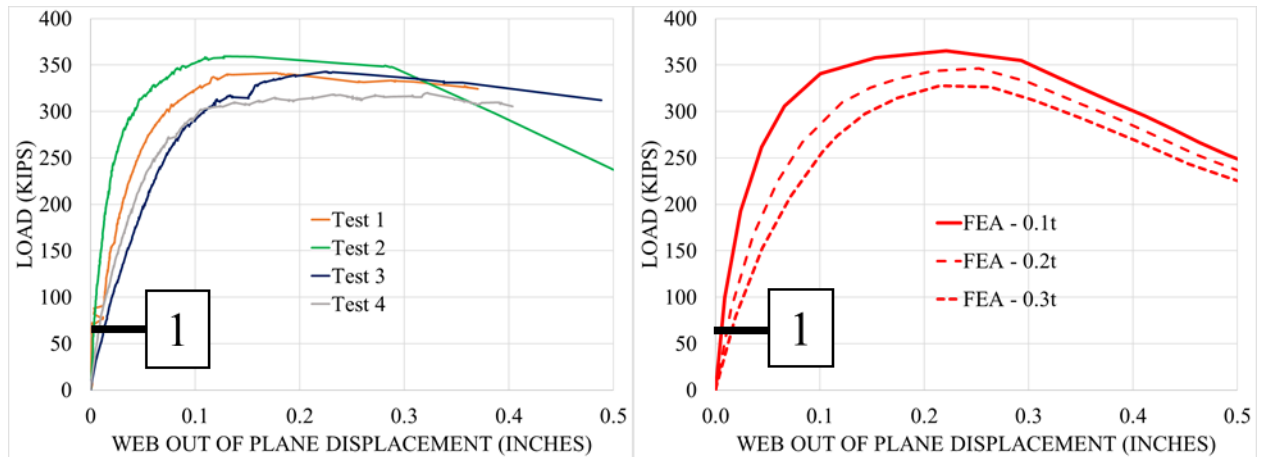 400
350
300
250
200
150
100
50
0
LOAD (KIPS)
Test 1
Test 2
Test 3
Test 4
1
0 0.1 0.2 0.3 0.4 0.5
WEB OUT OF PLANE DISPLACEMENT (INCHES)
400
350
300
250
200
150
100
50
0
LOAD (KIPS)
FEA - 0.1t
FEA - 0.2t
FEA - 0.3t
1
0.0 0.1 0.2 0.3 0.4 0.5
WEB OUT OF PLANE DISPLACEMENT (INCHES)